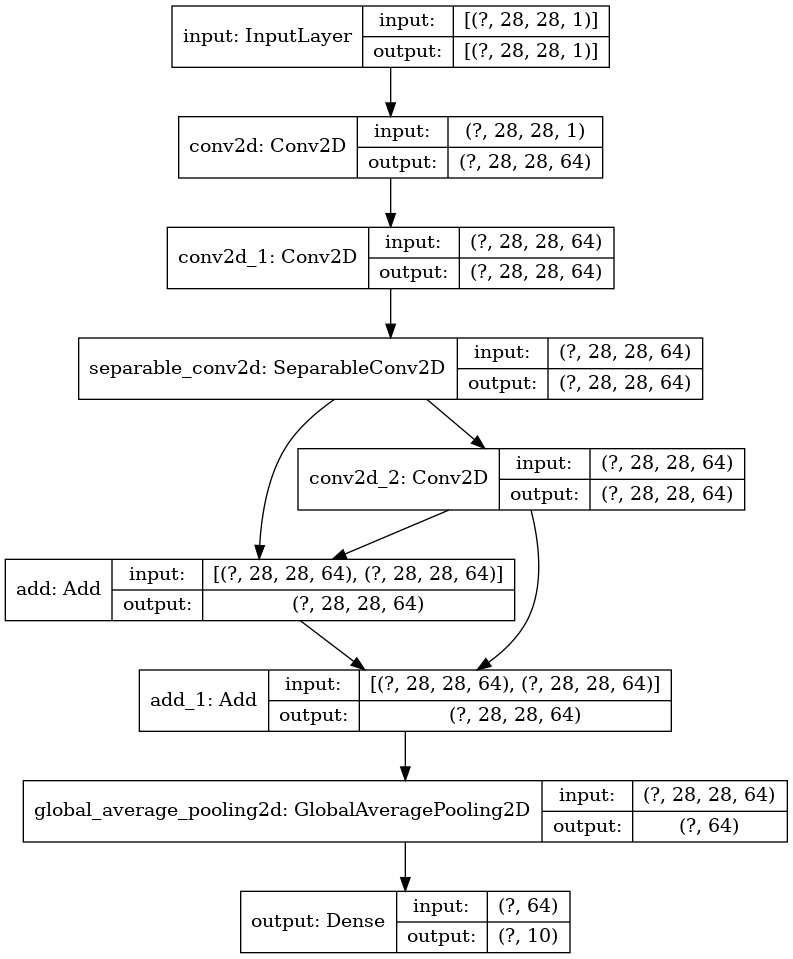 input: InputLayer
input:
[(?, 28, 28, 1)]
output:
[(?, 28, 28, 1)]
conv2d: Conv2D
input:
(?, 28, 28, 1)
output:
(?, 28, 28, 64)
conv2d_1: Conv2D
input:
(?, 28, 28, 64)
output:
(?, 28, 28, 64)
separable_conv2d: SeparableConv2D
input:
(?, 28, 28, 64)
output:
(?, 28, 28, 64)
conv2d_2: Conv2D
input:
(?, 28, 28, 64)
output:
(?, 28, 28, 64)
add: Add
input:
[(?, 28, 28, 64), (?, 28, 28, 64)]
output:
(?, 28, 28, 64)
add_1: Add
input:
[(?, 28, 28, 64), (?, 28, 28, 64)]
output:
(?, 28, 28, 64)
global_average_pooling2d: GlobalAveragePooling2D
input:
(?, 28, 28, 64)
output:
(?, 64)
output: Dense
input:
(?, 64)
output:
(?, 10)